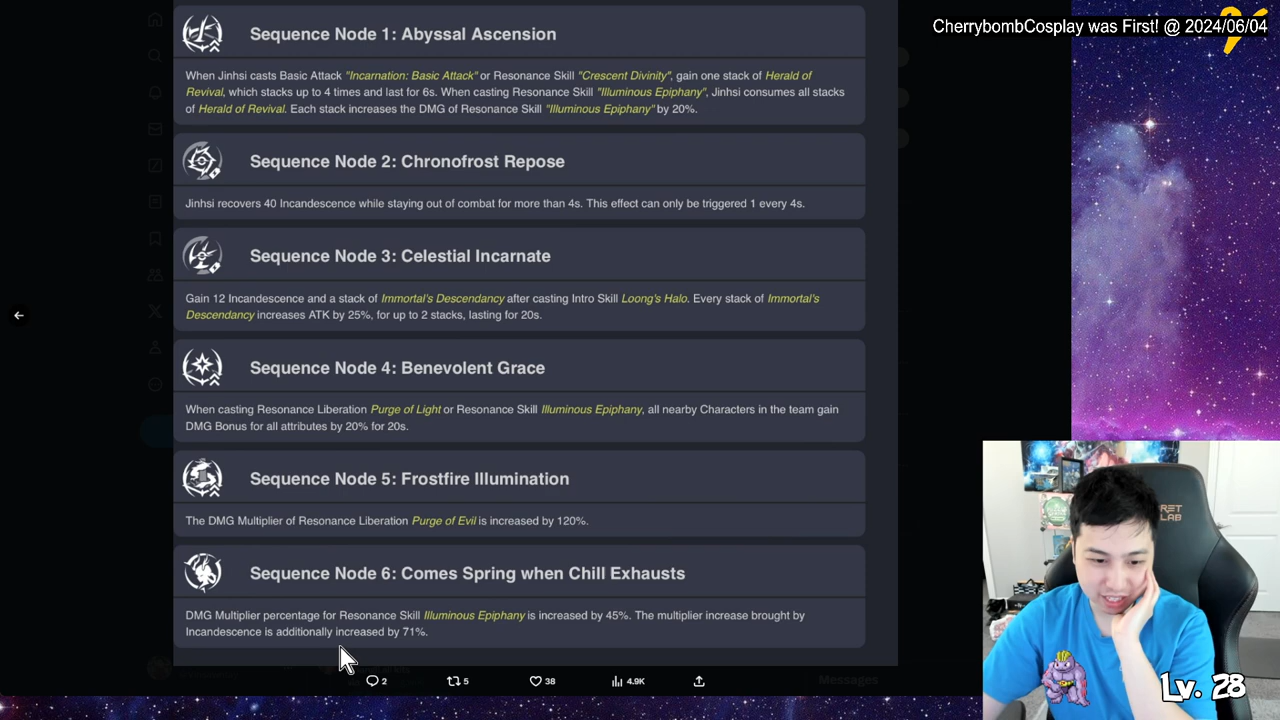 CherrybombCosplay was First! @ 2024/06/04
Sequence Node 1: Abyssal Ascension
When Jinhsi casts Basic Attack "Incarnation: Basic Attack" or Resonance Skill "Crescent Divinity", gain one stack of Herald of
Revival, which stacks up to 4 times and last for 6s. When casting Resonance Skill "Illuminous Epiphany", Jinhsi consumes all stacks
of Herald of Revival. Each stack increases the DMG of Resonance Skill "Illuminous Epiphany" by 20%.
Sequence Node 2: Chronofrost Repose
Jinhsi recovers 40 Incandescence while staying out of combat for more than 4s. This effect can only be triggered 1 every 4s.
Sequence Node 3: Celestial Incarnate
Gain 12 Incandescence and a stack of Immortal's Descendancy after casting Intro Skill Loong's Halo. Every stack of Immortal's
Descendancy increases ATK by 25%, for up to 2 stacks, lasting for 20s.
Sequence Node 4: Benevolent Grace
When casting Resonance Liberation Purge of Light or Resonance Skill Illuminous Epiphany, all nearby Characters in the team gain
DMG Bonus for all attributes by 20% for 20s.
Sequence Node 5: Frostfire Illumination
The DMG Multiplier of Resonance Liberation Purge of Evil is increased by 120%.
Sequence Node 6: Comes Spring when Chill Exhausts
DMG Multiplier percentage for Resonance Skill Illuminous Epiphany is increased by 45%. The multiplier increase brought by
Incandescence is additionally increased by 71%.
2 5 38 4.9K
Messages
Lv. 28